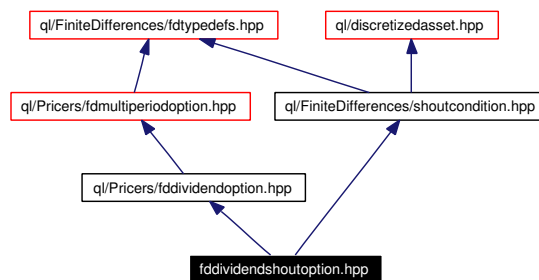 ql/FiniteDifferences/fdtypedefs.hpp
ql/discretizedasset.hpp
ql/Pricers/fdmultiperiodoption.hpp
ql/FiniteDifferences/shoutcondition.hpp
ql/Pricers/fddividendoption.hpp
fddividendshoutoption.hpp